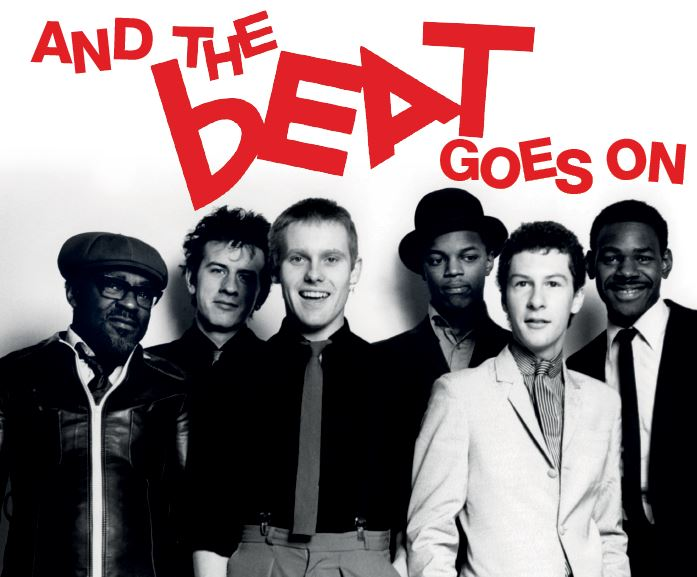 AND THE
bEAT
GOES ON